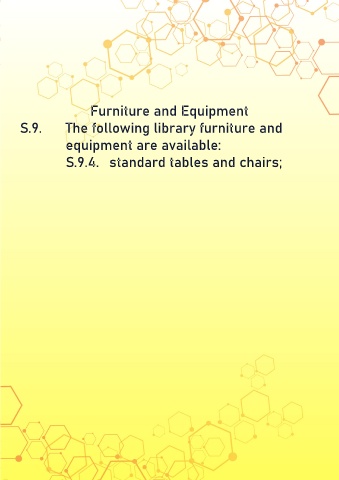 Furniture and Equipment
S.9. The following library furniture and
equipment are available:
S.9.4. standard tables and chairs;